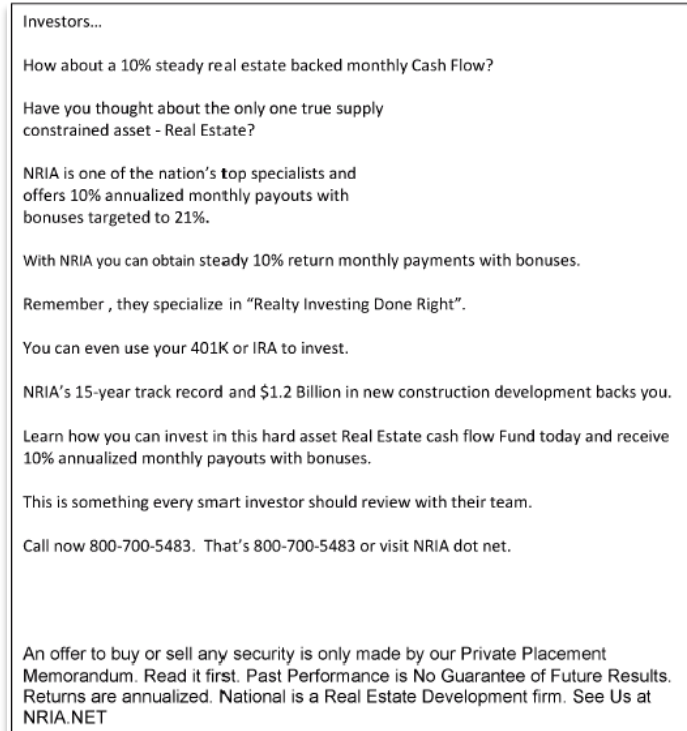 Investors...
How about a 10% steady real estate backed monthly Cash Flow?
Have you thought about the only one true supply
constrained asset - Real Estate?
NRIA is one of the nation's top specialists and
offers 10% annualized monthly payouts with
bonuses targeted to 21%.
With NRIA you can obtain steady 10% return monthly payments with bonuses.
Remember , they specialize in “Realty Investing Done Right”.
You can even use your 401K or IRA to invest.
NRIA's 15-year track record and $1.2 Billion in new construction development backs you.
Learn how you can invest in this hard asset Real Estate cash flow Fund today and receive
10% annualized monthly payouts with bonuses.
This is something every smart investor should review with their team.
Call now 800-700-5483.  That's 800-700-5483 or visit NRIA dot net.
An offer to buy or sell any security is only made by our Private Placement
Memorandum. Read it first. Past Performance is No Guarantee of Future Results.
Returns are annualized. National is a Real Estate Development firm. See Us at
NRIA.NET